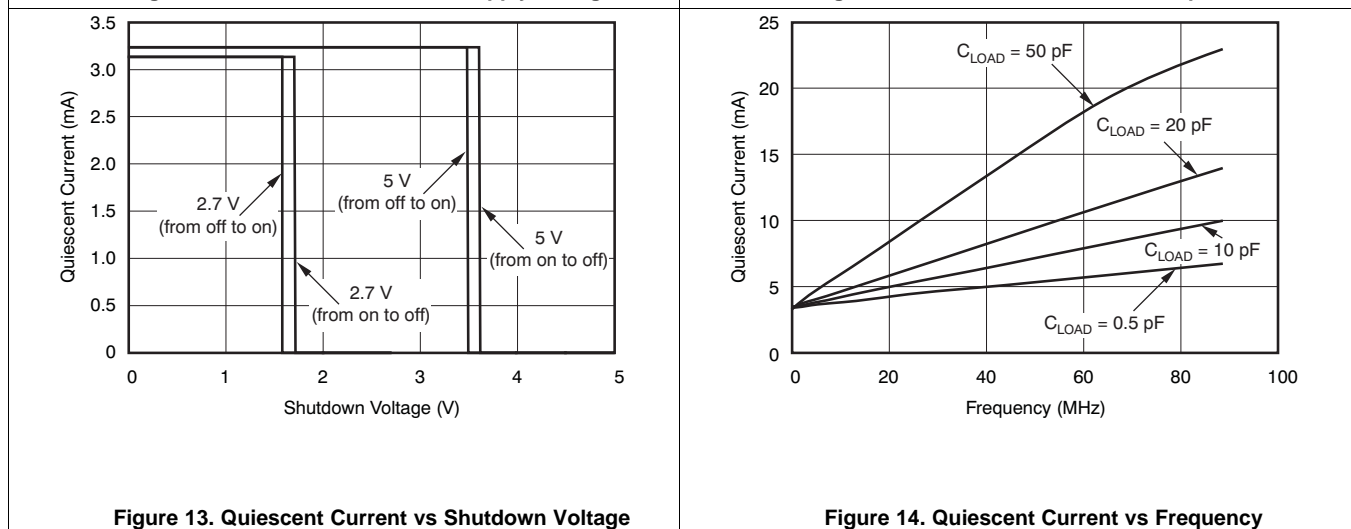 3.5
3.0
2.5
2.0
1.5
1.0
0.5
0
0 1 2 3 4 5
Quiescent Current (mA)
Shutdown Voltage (V)
2.7 V
(from off to on)
5 V
(from off to on)
5 V
(from on to off)
2.7 V
(from on to off)
Figure 13. Quiescent Current vs Shutdown Voltage
25
20
15
10
5
0
0 20 40 60 80 100
Quiescent Current (mA)
Frequency (MHz)
CLOAD = 50 pF
CLOAD = 20 pF
CLOAD = 10 pF
CLOAD = 0.5 pF
Figure 14. Quiescent Current vs Frequency